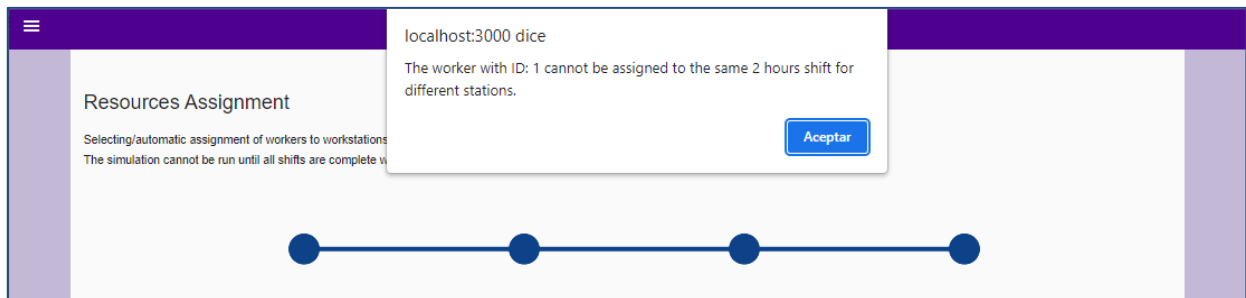 localhost:3000 dice
The worker with ID: 1 cannot be assigned to the same 2 hours shift for
different stations.
Aceptar
Resources Assignment
Selecting/automatic assignment of workers to workstations
The simulation cannot be run until all shifts are complete w